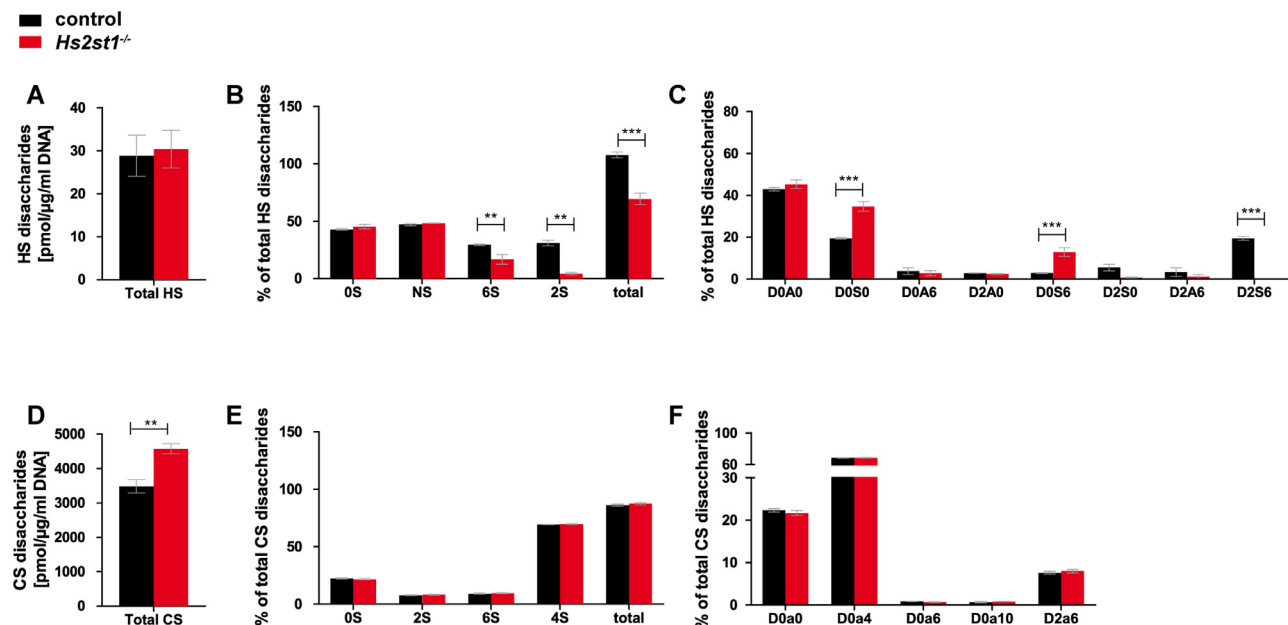 control
Hs2st1-/-
A
HS disaccharides
[pmol/µg/ml DNA]
40
30
20
10
0
Total HS
B
% of total HS disaccharides
150
100
50
0
**
**
***
0S NS 6S 2S total
C
% of total HS disaccharides
80
60
40
20
0
***
***
***
D0A0 D0S0 D0A6 D2A0 D0S6 D2S0 D2A6 D2S6
D
CS disaccharides
[pmol/µg/ml DNA]
5000
4000
3000
2000
1000
0
**
Total CS
E
% of total CS disaccharides
150
100
50
0
0S 2S 6S 4S total
F
% of total CS disaccharides
100
60
30
20
10
0
D0a0 D0a4 D0a6 D0a10 D2a6